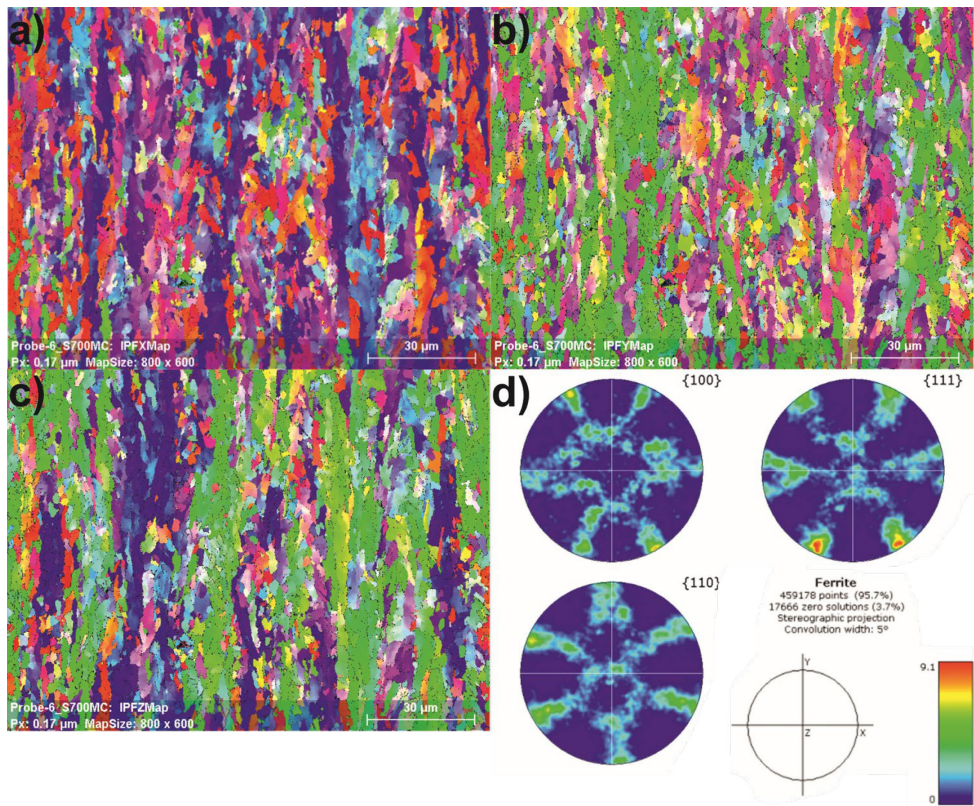 a)
b)
Probe-6_S700MC: IPFXMap
Px: 0.17 μm MapSize: 800 x 600
30 μm
Probe-6_S700MC: IPFYMap
Px: 0.17 μm MapSize: 800 x 600
30 μm
c)
Probe-6_S700MC: IPFZMap
Px: 0.17 μm MapSize: 800 x 600
30 μm
d)
{100}
{111}
{110}
Ferrite
459178 points (95.7%)
17666 zero solutions (3.7%)
Stereographic projection
Convolution width: 5º
Y
Z
X
9.1
0